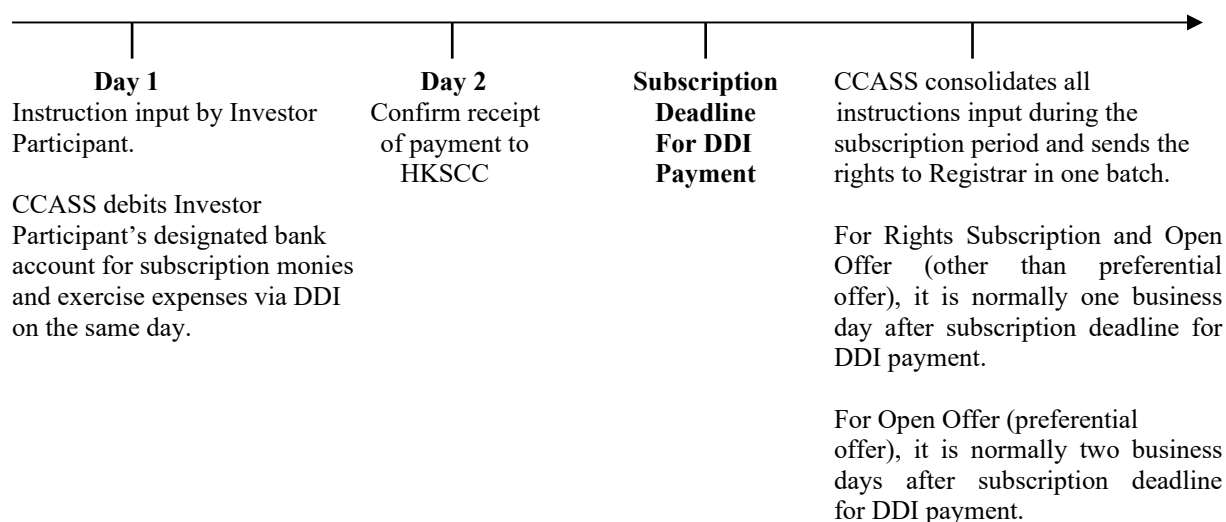 Day 1
Instruction input by Investor
Participant.
CCASS debits Investor
Participant's designated bank
account for subscription monies
and exercise expenses via DDI
on the same day.
Day 2
Confirm receipt
of payment to
HKSCC
Subscription
Deadline
For DDI
Payment
CCASS consolidates all
instructions input during the
subscription period and sends the
rights to Registrar in one batch.
For Rights Subscription and Open
Offer (other than preferential
offer), it is normally one business
day after subscription deadline for
DDI payment.
For Open Offer (preferential
offer), it is normally two business
days after subscription deadline
for DDI payment.